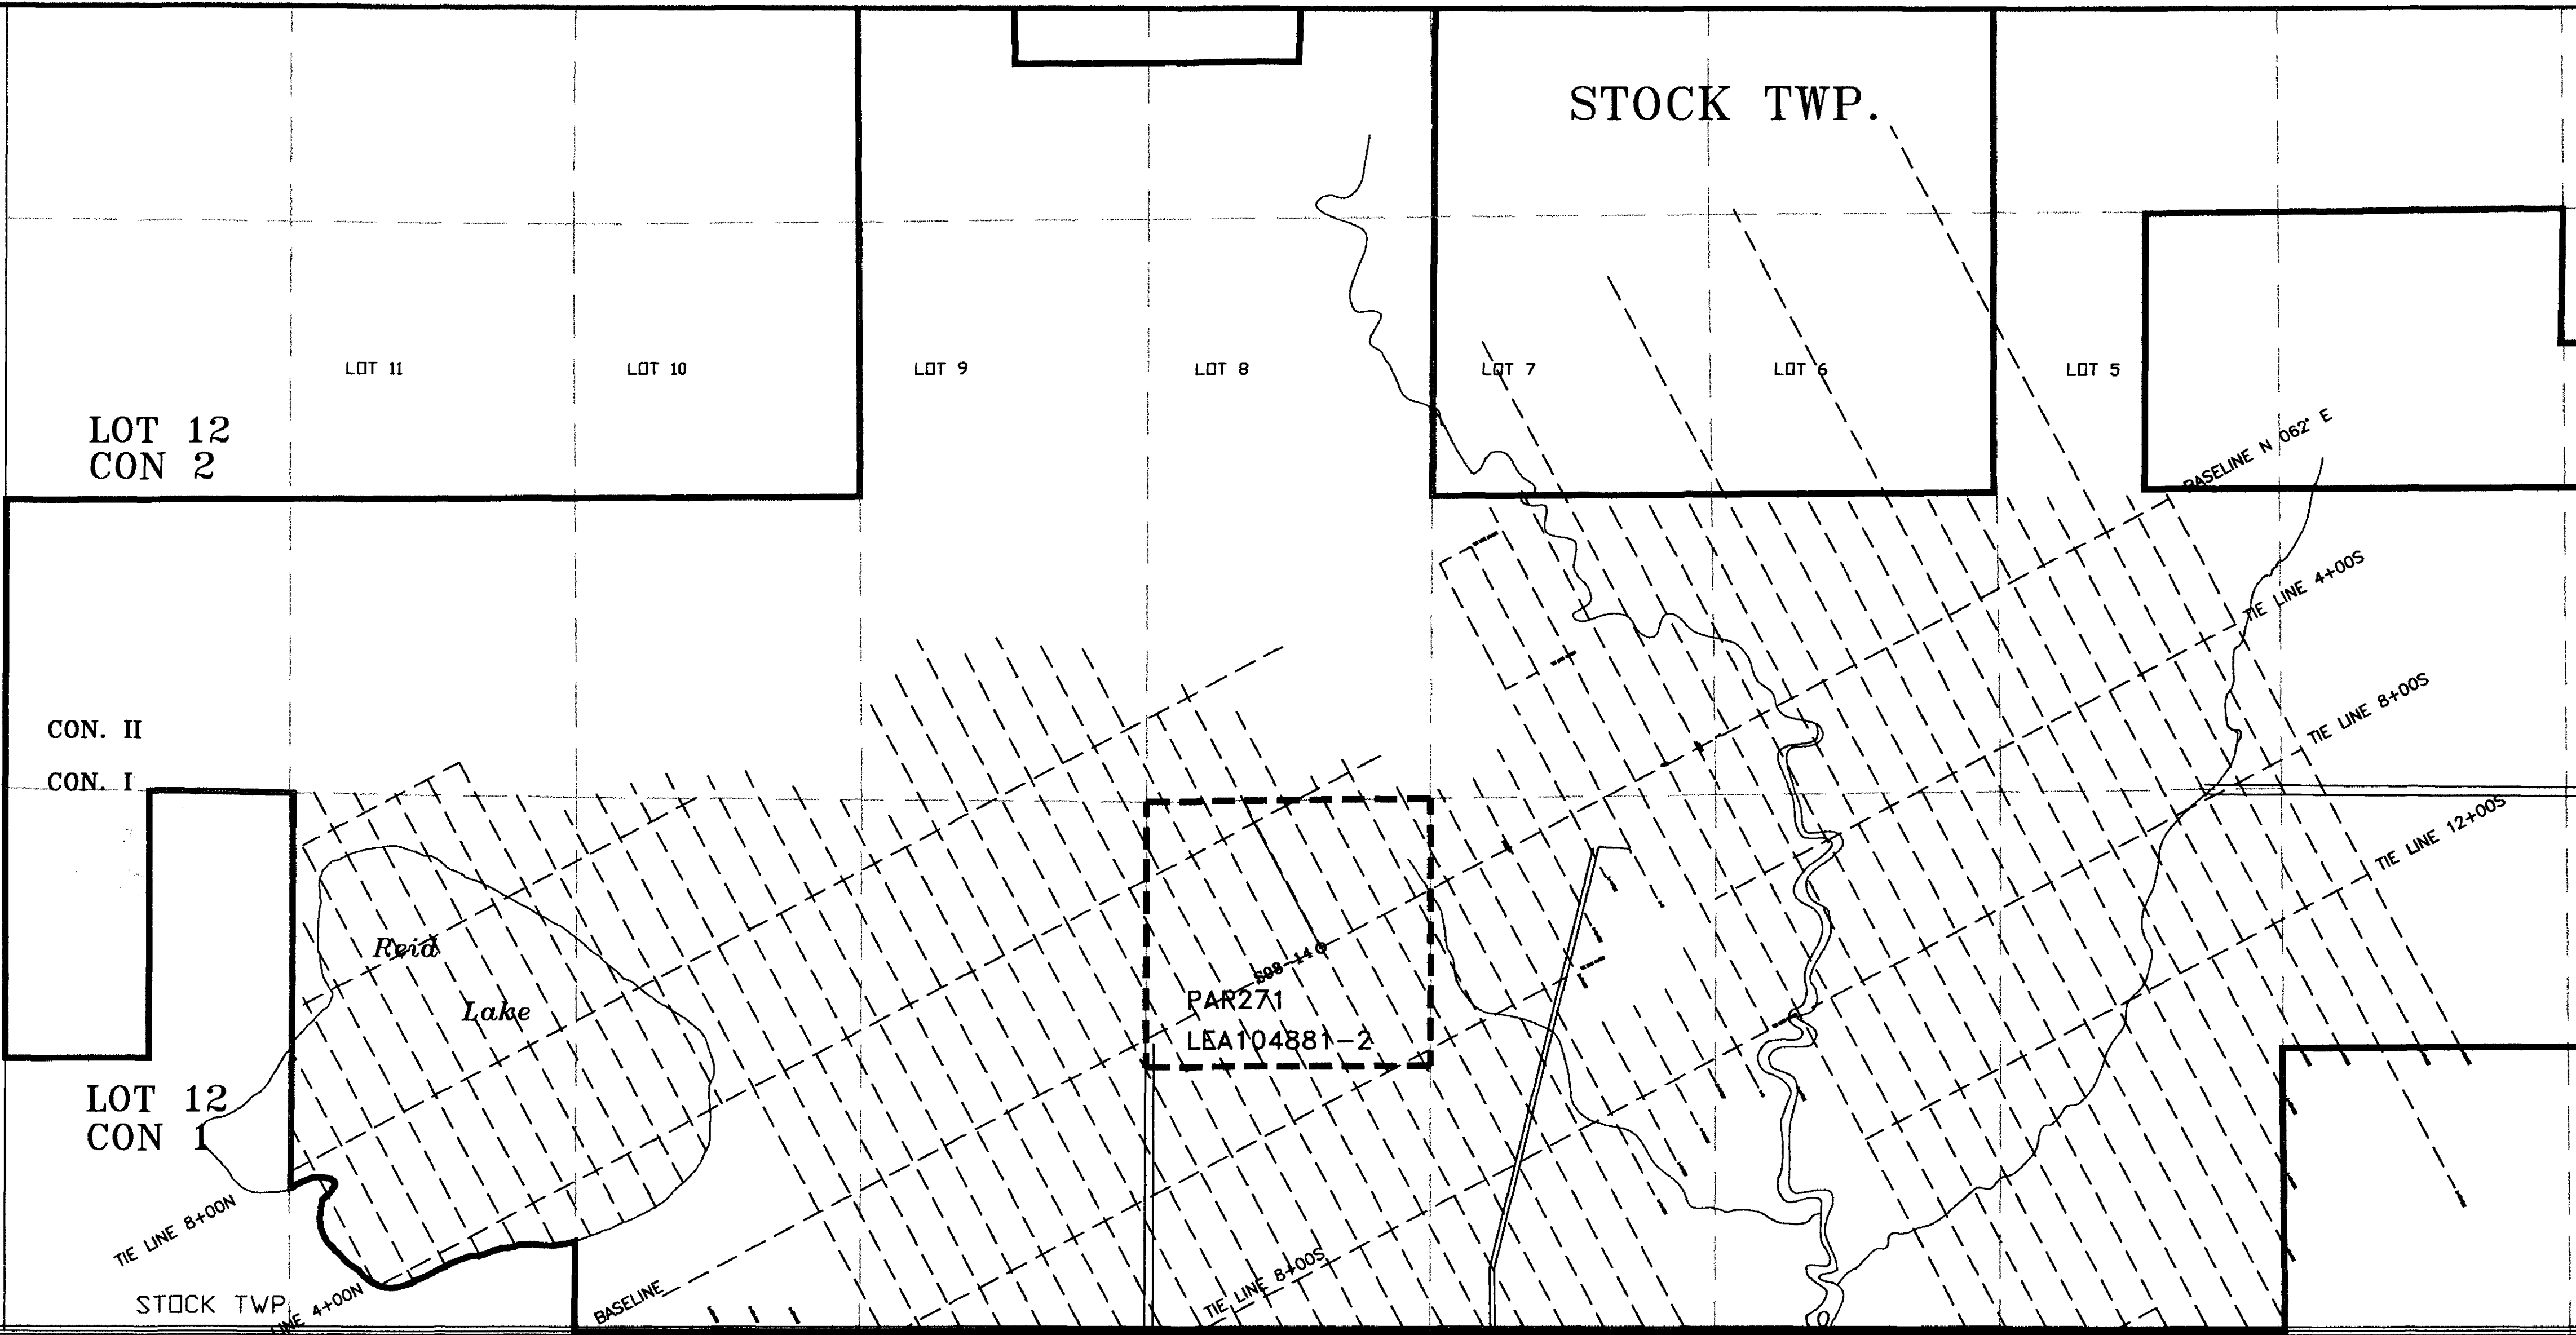 STOCK TWP.
LOT 11
LOT 10
LOT 9
LOT 8
LOT 7
LOT 6
LOT 5
LOT 12
CON 2
BASELINE N 062° E
TIE LINE 4+00S
TIE LINE 8+00S
TIE LINE 12+00S
CON. II
CON. I
Reid
Lake
S98-14
PAR271
LEA104881-2
LOT 12
CON 1
TIE LINE 8+00N
STOCK TWP.
LINE 4+00N
BASELINE
TIE LINE 8+00S